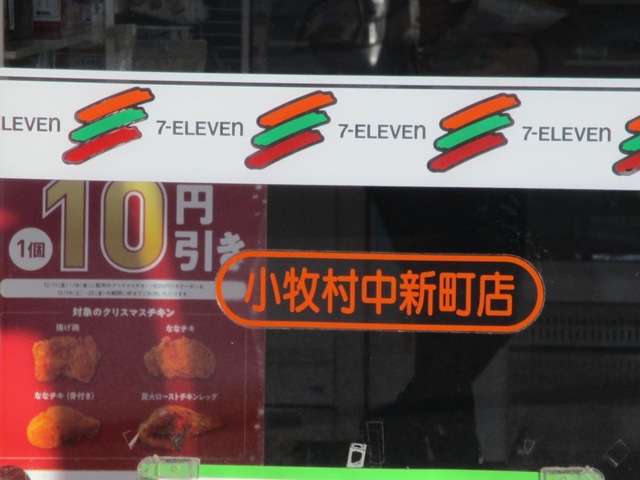 ELEVEN 7-ELEVEN 7-ELEVEN 7-ELEVEN
10円
1個 引き
小牧村中新町店
対象のクリスマスチキン
揚げ鶏 ななチキ
ななチキ(骨付き) 炭火ローストチキンレッグ